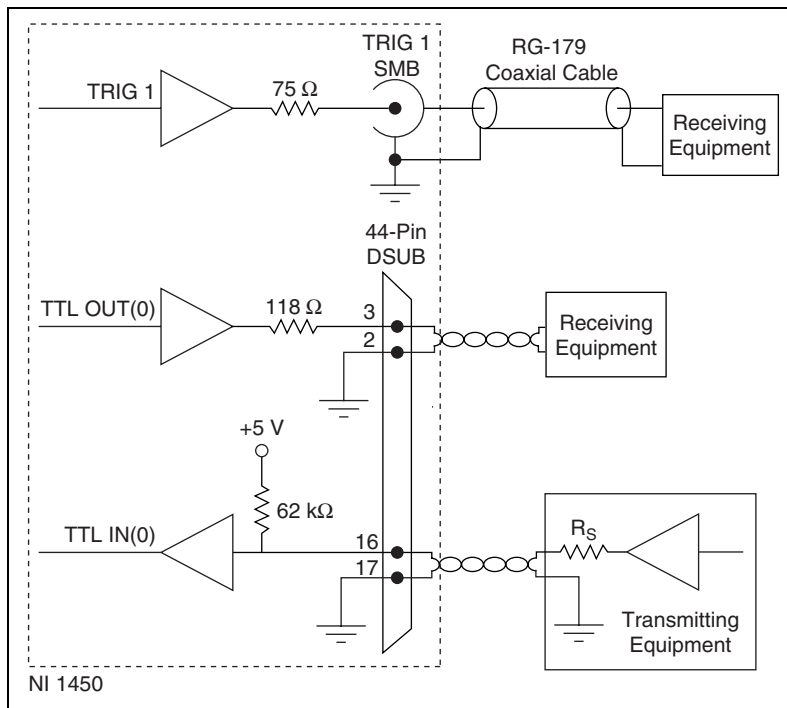 TRIG 1
SMB
RG-179
Coaxial Cable
TRIG 1
75 Ω
Receiving
Equipment
44-Pin
DSUB
TTL OUT(0)
118 Ω
3
2
Receiving
Equipment
+5 V
62 kΩ
TTL IN(0)
16
17
RS
Transmitting
Equipment
NI 1450